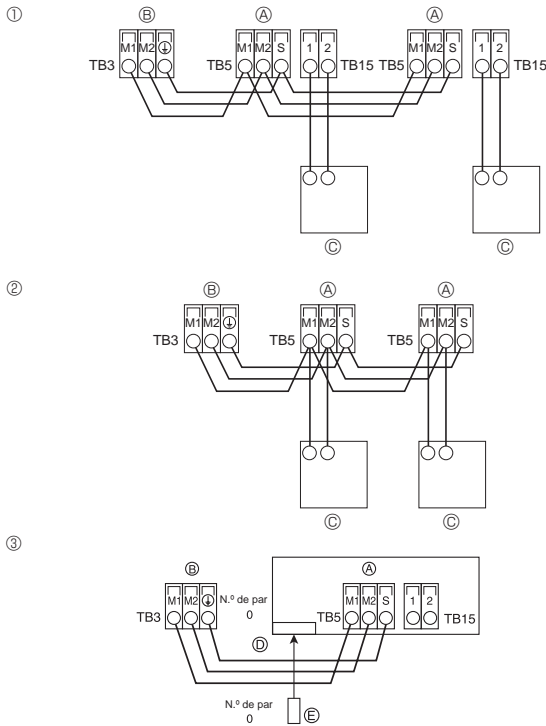 ①
Ⓑ Ⓐ Ⓐ
M1 M2 ⏚ M1 M2 S 1 2 M1 M2 S 1 2
TB3 TB5 TB15 TB5 TB15
Ⓒ Ⓒ
②
Ⓑ Ⓐ Ⓐ
M1 M2 ⏚ M1 M2 S M1 M2 S
TB3 TB5 TB5
Ⓒ Ⓒ
③
Ⓑ Ⓐ
M1 M2 ⏚ N.º de par M1 M2 S 1 2
TB3 0 TB5 TB15
Ⓓ
N.º de par Ⓔ
0